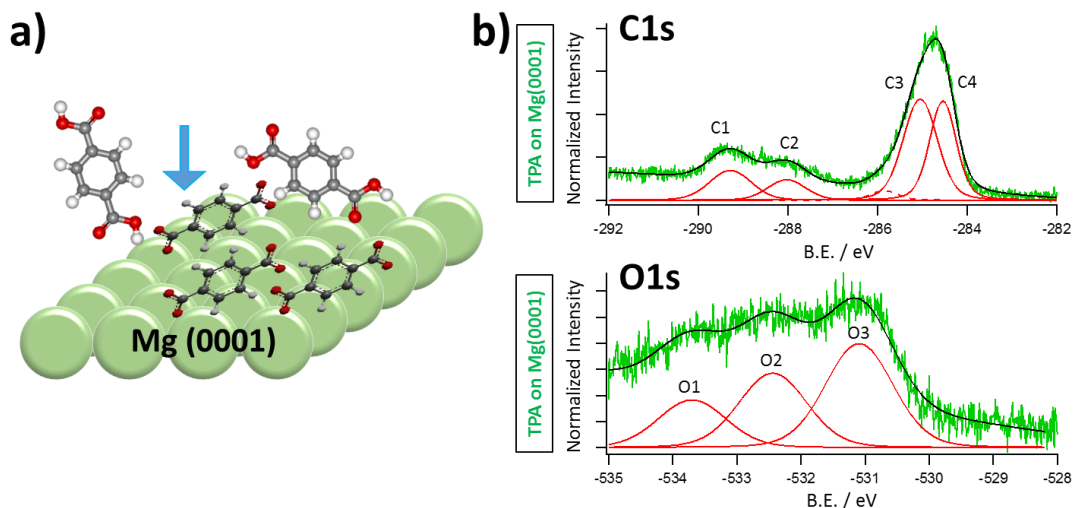 a)
Mg (0001)
b)
TPA on Mg(0001)
Normalized Intensity
C1s
C1
C2
C3
C4
-292
-290
-288
-286
-284
-282
B.E. / eV
TPA on Mg(0001)
Normalized Intensity
O1s
O1
O2
O3
-535
-534
-533
-532
-531
-530
-529
-528
B.E. / eV